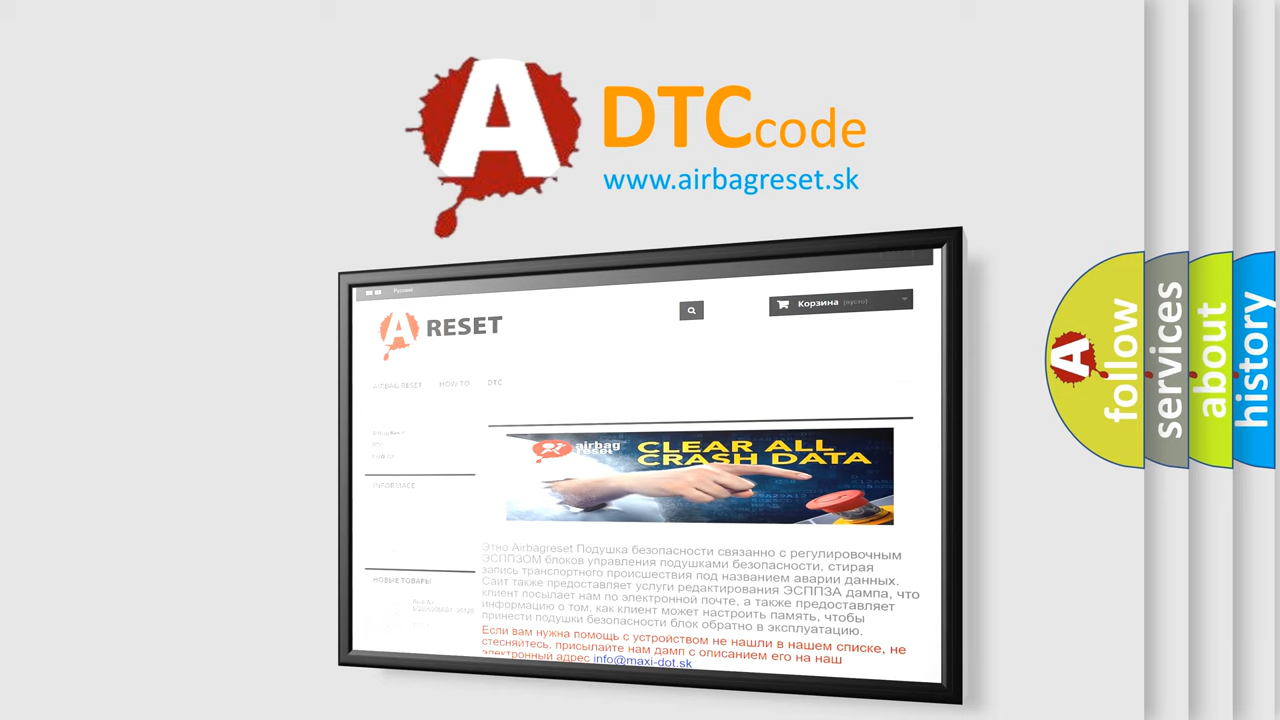 A
DTC code
www.airbagreset.sk
Русский
A RESET
Корзина (пусто)
AIRBAG RESET HOW TO DTC
INFORMACE
airbag
reset
CLEAR ALL
CRASH DATA
Этно Airbagreset Подушка безопасности связанно с регулировочным
ЭСППЗОМ блоков управления подушками безопасности, стирая
запись транспортного происшествия под названием аварии данных.
Сайт также предоставляет услуги редактирования ЭСППЗА дампа, что
клиент посылает нам по электронной почте, а также предоставляет
информацию о том, как клиент может настроить память, чтобы
принести подушки безопасности блок обратно в эксплуатацию.
Если вам нужна помощь с устройством не нашли в нашем списке, не
стесняйтесь, присылайте нам дамп с описанием его на наш
электронный адрес info@maxi-dot.sk
НОВЫЕ ТОВАРЫ
A
follow
services
about
history